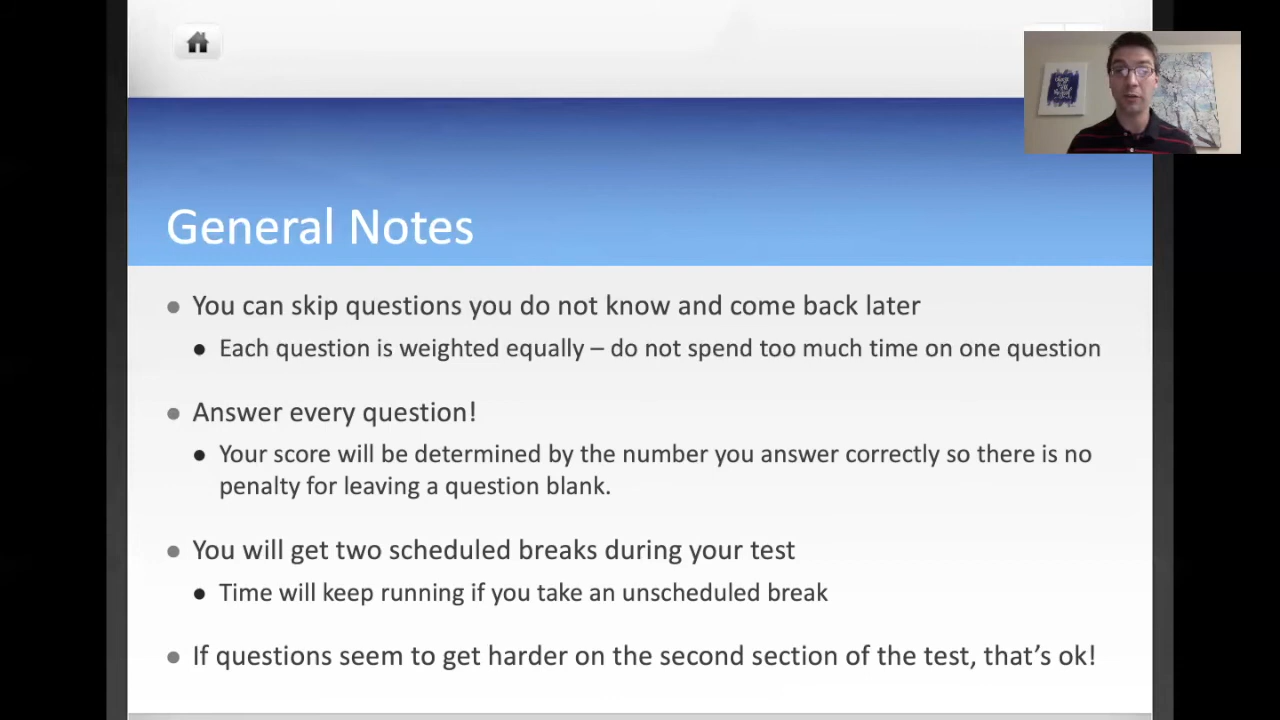 General Notes
You can skip questions you do not know and come back later
Each question is weighted equally – do not spend too much time on one question
Answer every question!
Your score will be determined by the number you answer correctly so there is no
penalty for leaving a question blank.
You will get two scheduled breaks during your test
Time will keep running if you take an unscheduled break
If questions seem to get harder on the second section of the test, that’s ok!